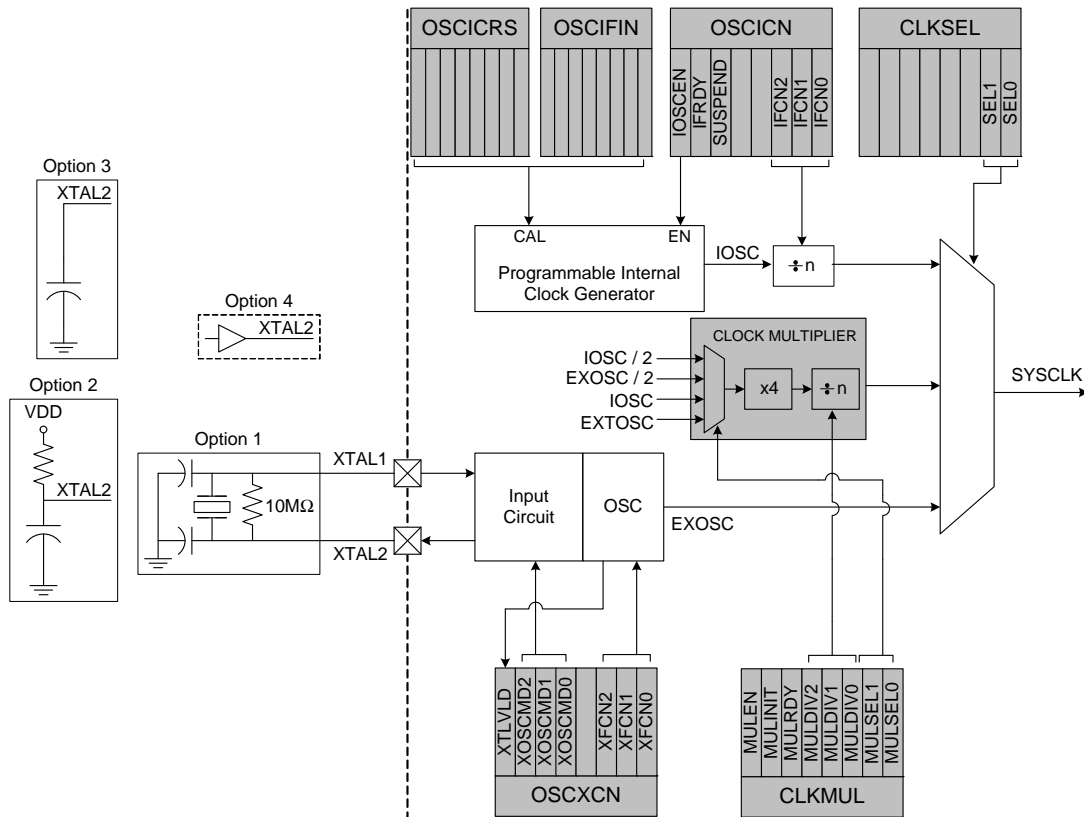 OSCICRS
OSCIFIN
OSCICN
CLKSEL
IOSCEN
IFRDY
SUSPEND
IFCN2
IFCN1
IFCN0
SEL1
SEL0
Option 3
XTAL2
CAL
EN
Programmable Internal
Clock Generator
IOSC
÷n
Option 4
XTAL2
CLOCK MULTIPLIER
IOSC / 2
EXOSC / 2
IOSC
EXTOSC
x4
÷n
SYSCLK
Option 2
VDD
XTAL2
Option 1
10MΩ
XTAL1
XTAL2
Input
Circuit
OSC
EXOSC
XTLVLD
XOSCMD2
XOSCMD1
XOSCMD0
XFCN2
XFCN1
XFCN0
OSCXCN
MULEN
MULINIT
MULRDY
MULDIV2
MULDIV1
MULDIV0
MULSEL1
MULSEL0
CLKMUL